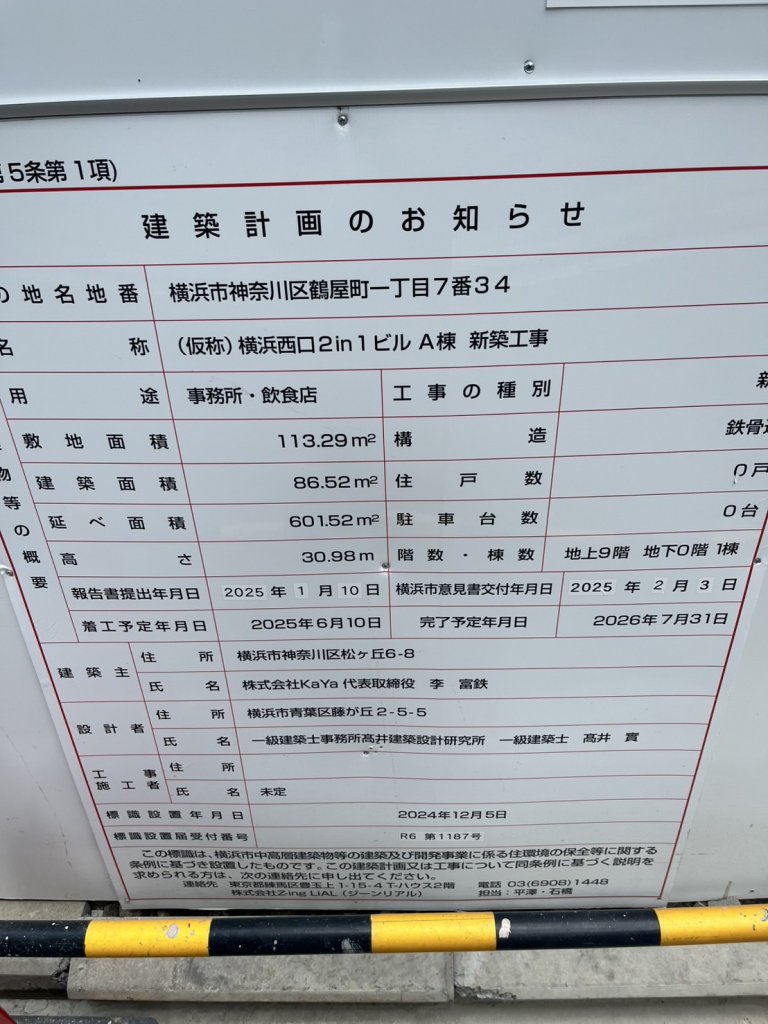 5条第1項)
建築計画のお知らせ
の地名地番 横浜市神奈川区鶴屋町一丁目7番34
名称 (仮称)横浜西口2in1ビル A棟 新築工事
用途 事務所・飲食店 工事の種別 新
敷地面積 113.29m² 構造 鉄骨造
建築面積 86.52m² 住戸数 0戸
延べ面積 601.52m² 駐車台数 0台
高さ 30.98m 階数・棟数 地上9階 地下0階 1棟
物等の概要
報告書提出年月日 2025年1月10日 横浜市意見書交付年月日 2025年2月3日
着工予定年月日 2025年6月10日 完了予定年月日 2026年7月31日
建築主 住所 横浜市神奈川区松ヶ丘6-8
氏名 株式会社KaYa 代表取締役 李 富鉄
設計者 住所 横浜市青葉区藤が丘2-5-5
氏名 一級建築士事務所髙井建築設計研究所 一級建築士 髙井 實
工事施工者 住所
氏名 未定
標識設置年月日 2024年12月5日
標識設置届受付番号 R6 第1187号
この標識は、横浜市中高層建築物等の建築及び開発事業に係る住環境の保全等に関する
条例に基づき設置したものです。この建築計画又は工事について同条例に基づく説明を
求められる方は、次の連絡先に申し出てください。
連絡先 東京都練馬区豊玉上1-15-4 T-ハウス2階 電話 03(6908)1448
株式会社Zing LiAL(ジーンリアル) 担当:平澤・石橋